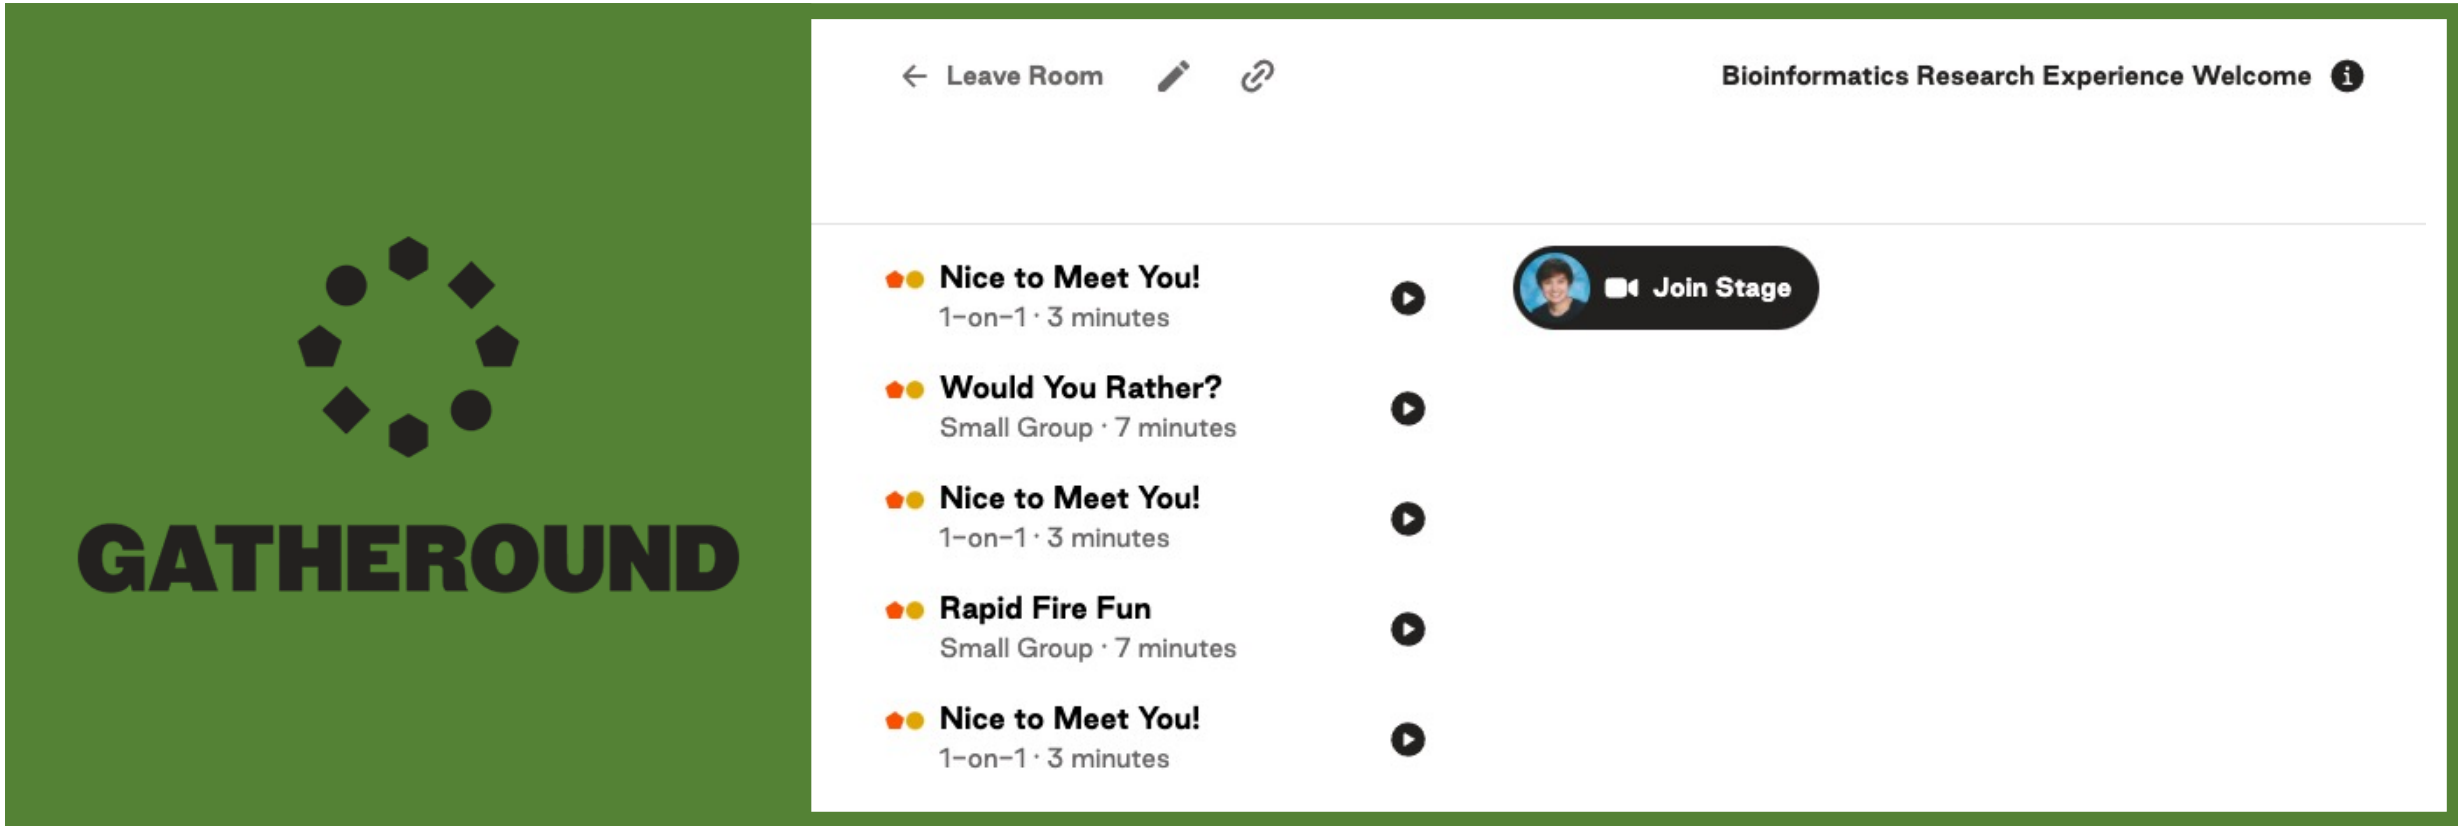 GATHEROUND
Leave Room
Bioinformatics Research Experience Welcome
Nice to Meet You!
1-on-1 · 3 minutes
Join Stage
Would You Rather?
Small Group · 7 minutes
Nice to Meet You!
1-on-1 · 3 minutes
Rapid Fire Fun
Small Group · 7 minutes
Nice to Meet You!
1-on-1 · 3 minutes